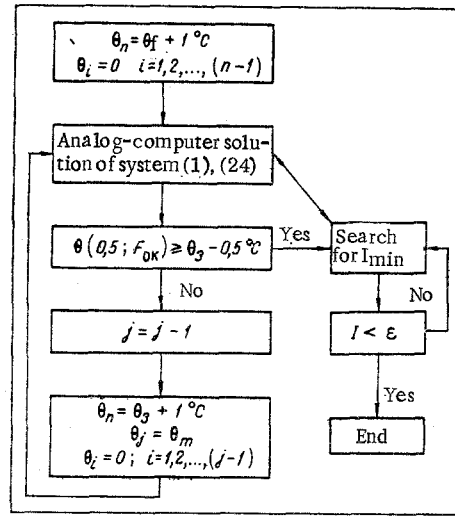 θn = θf + 1 °C
θi = 0 i = 1,2,...,(n−1)
Analog-computer solu-
tion of system (1), (24)
θ(0,5; F0K) ≥ θ3 − 0,5 °C
Yes
Search
for Imin
No
No
j = j − 1
I < ε
Yes
θn = θ3 + 1 °C
θj = θm
θi = 0; i = 1,2,...,(j−1)
End